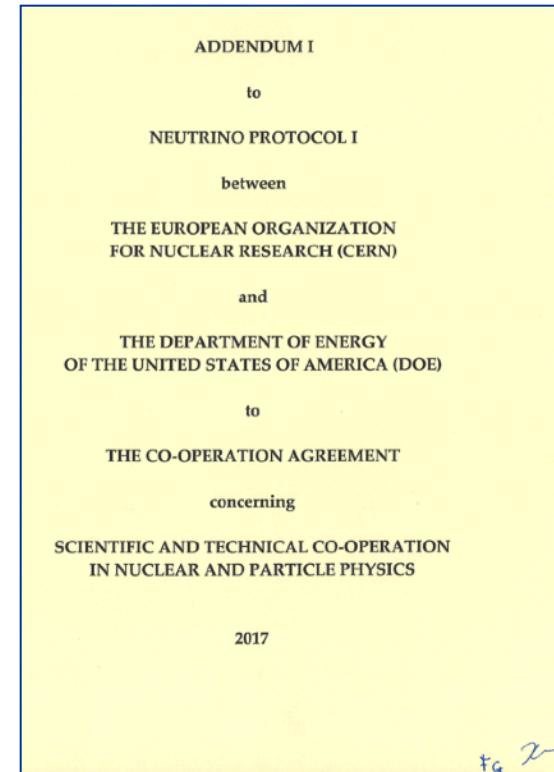 ADDENDUM I
to
NEUTRINO PROTOCOL I
between
THE EUROPEAN ORGANIZATION
FOR NUCLEAR RESEARCH (CERN)
and
THE DEPARTMENT OF ENERGY
OF THE UNITED STATES OF AMERICA (DOE)
to
THE CO-OPERATION AGREEMENT
concerning
SCIENTIFIC AND TECHNICAL CO-OPERATION
IN NUCLEAR AND PARTICLE PHYSICS
2017
FG